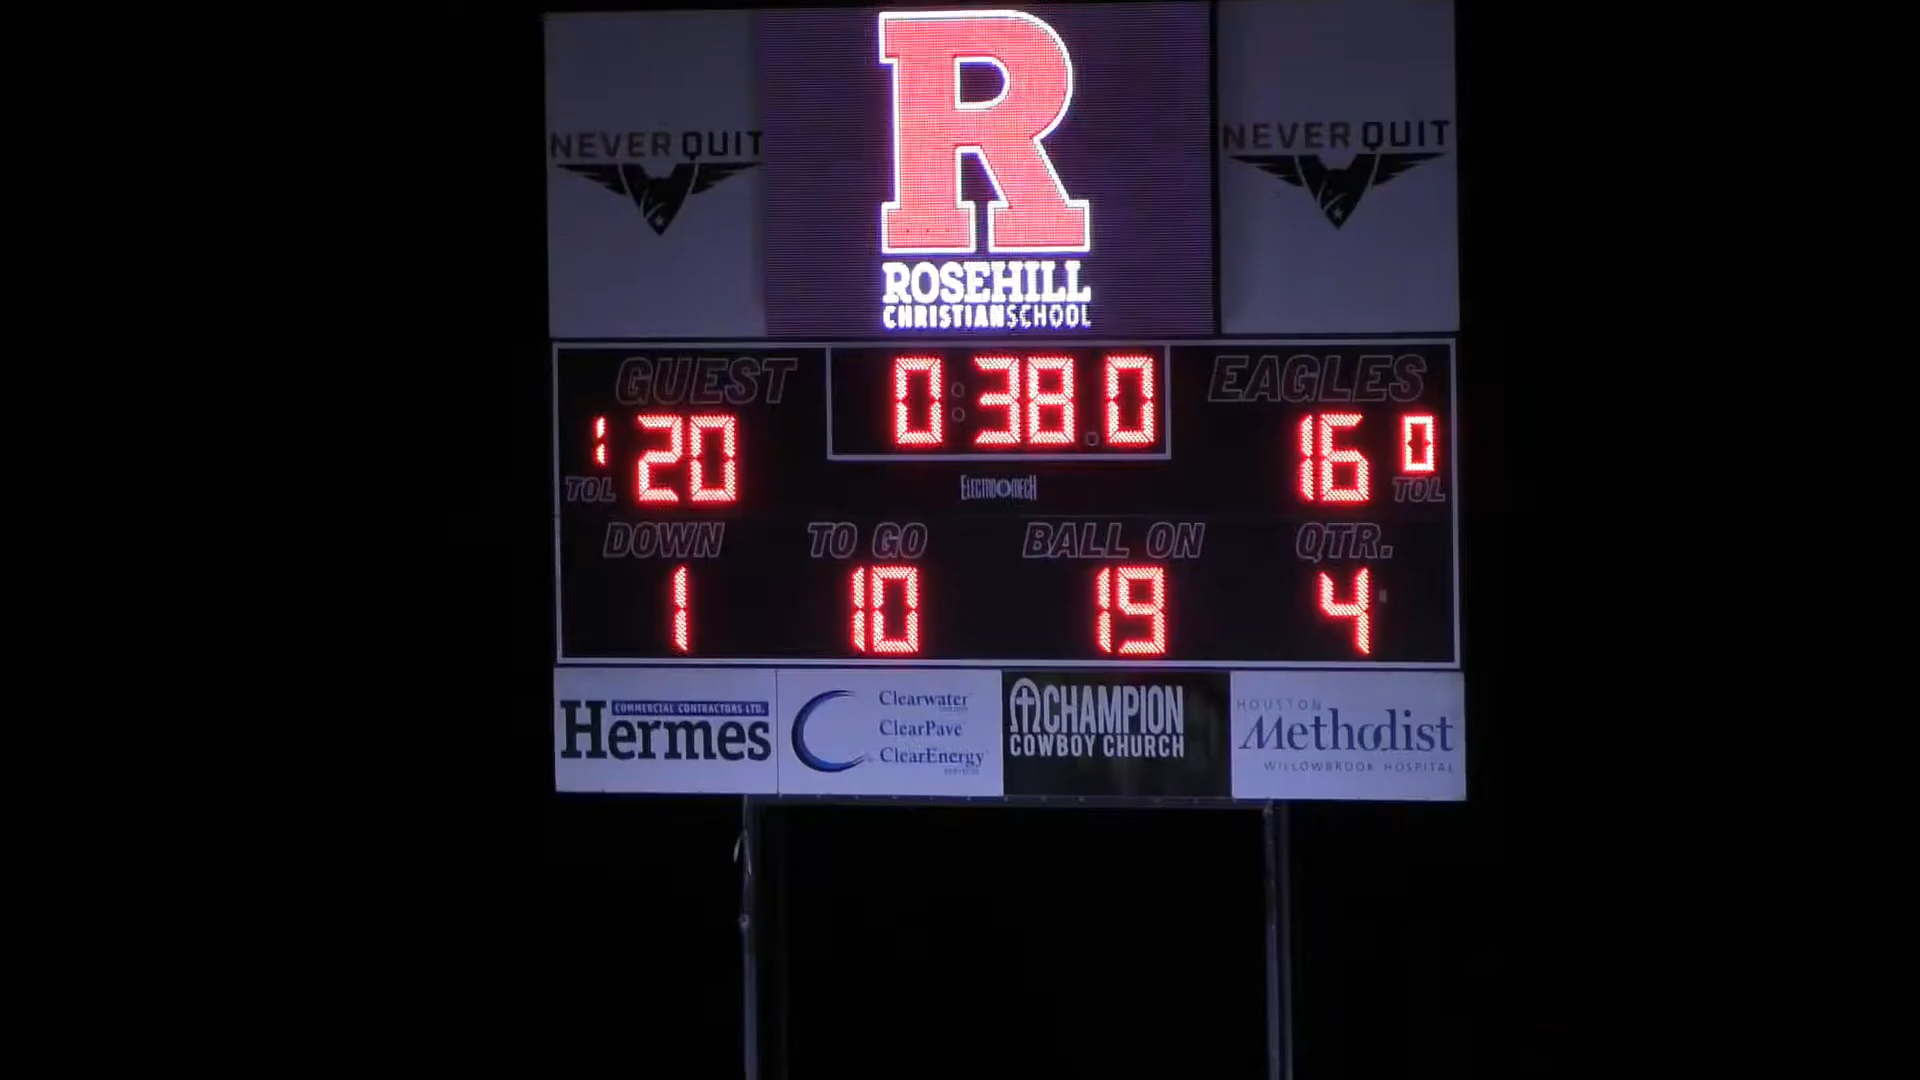 R
ROSEHILL
CHRISTIANSCHOOL
NEVER QUIT
NEVER QUIT
GUEST
0:38.0
EAGLES
1 20
16 0
TOL
TOL
ELECTRO-MECH
DOWN
TO GO
BALL ON
QTR.
1
10
19
4
COMMERCIAL CONTRACTORS LTD.
Hermes
Clearwater
ClearPave
ClearEnergy
CHAMPION
COWBOY CHURCH
HOUSTON
Methodist
WILLOWBROOK HOSPITAL